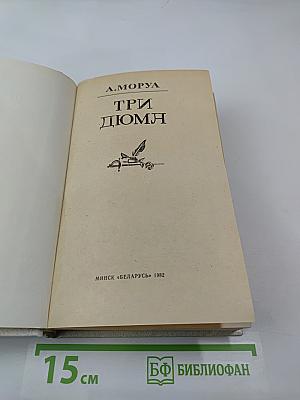 А. МОРУА
ТРИ
ДЮМА
МИНСК «БЕЛАРУСЬ» 1982
15 см
БФ БИБЛИОФАН